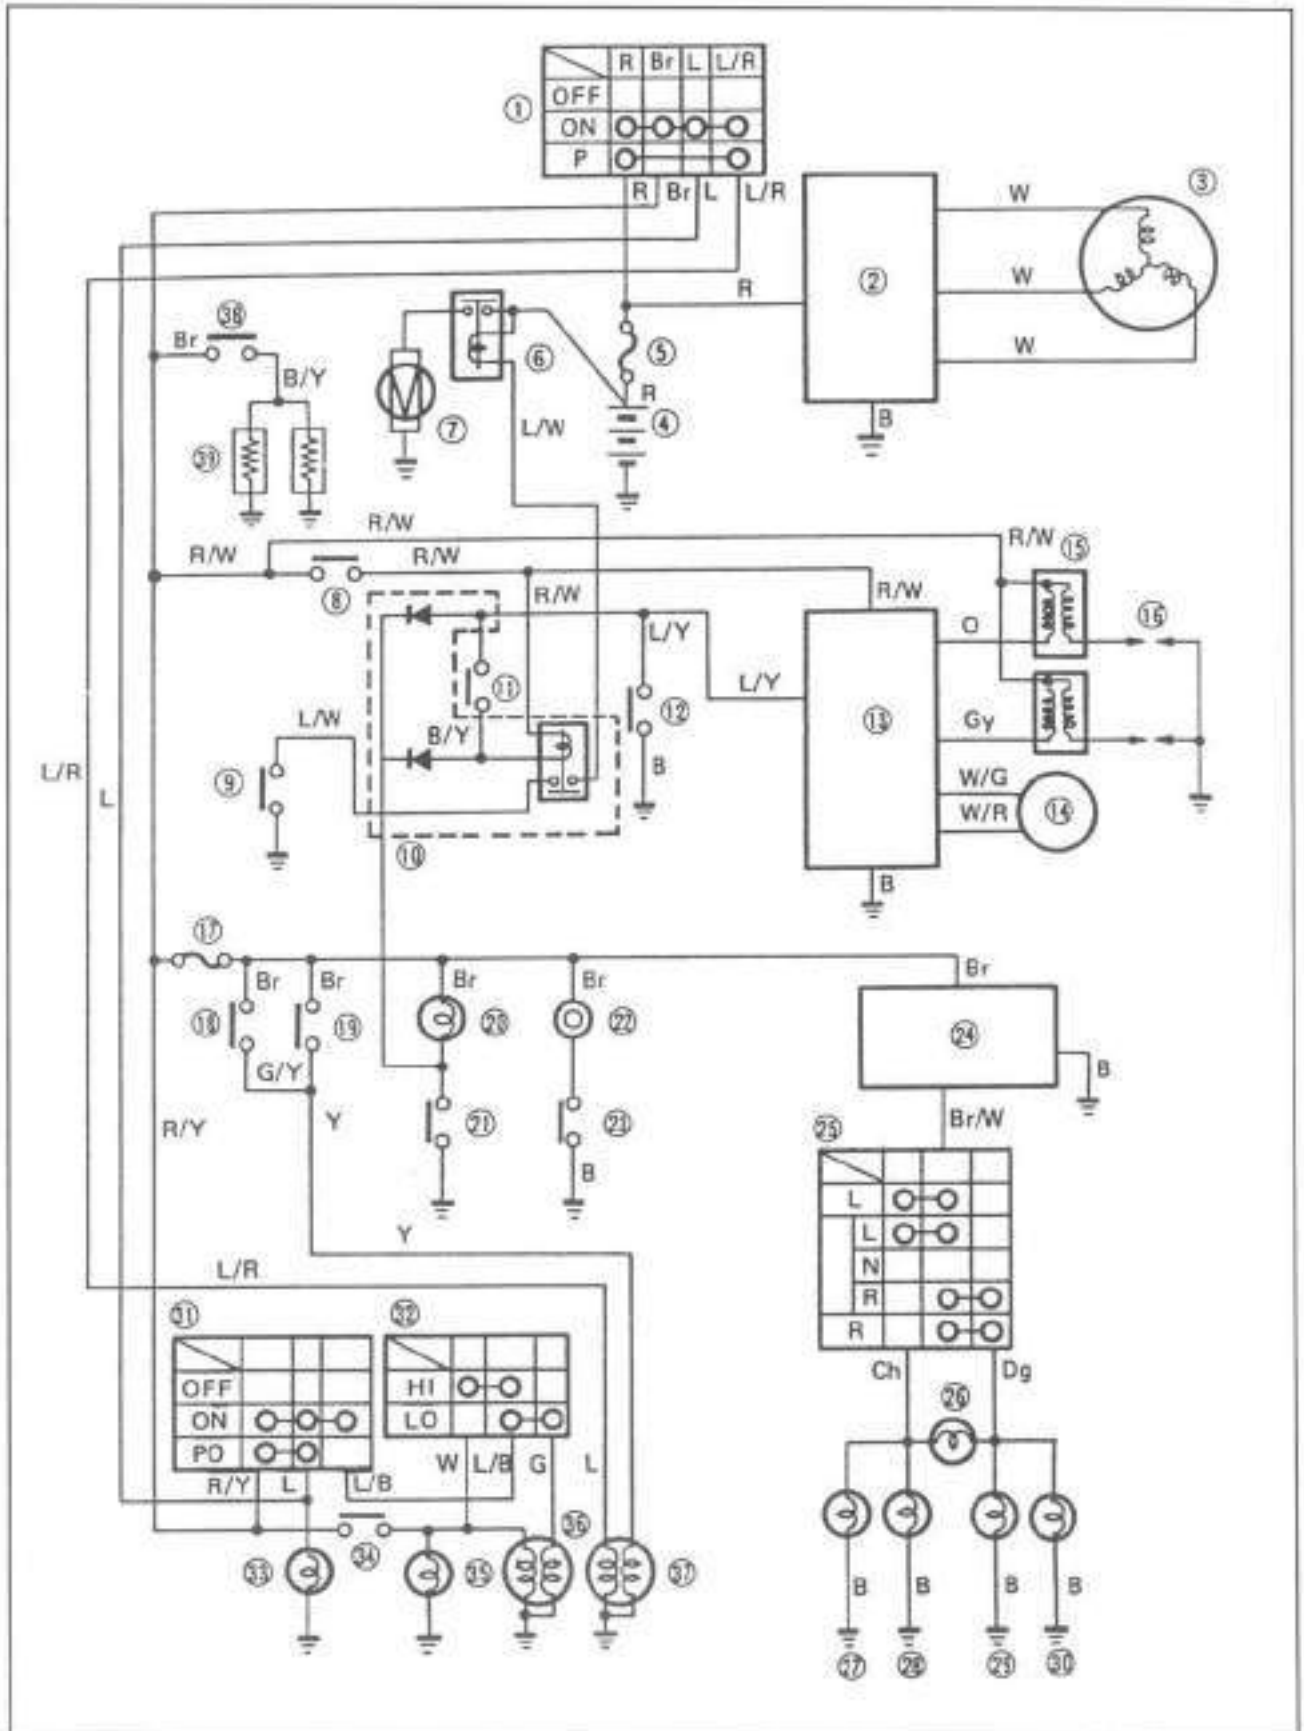 R Br L L/R
OFF
① ON
P
R Br L L/R
W ③
②
W
R
W
㊳
Br
⑥ ⑤
B/Y
R
⑦ ④
L/W B
㊴
R/W
R/W R/W R/W ⑮
⑧ R/W R/W
O ⑯
L/Y
L/Y
⑪ ⑫ ⑬
L/W B/Y Gy
B
L/R ⑨ W/G
L W/R ⑭
⑩
B
⑰
Br Br Br Br Br
⑱ ⑲ ⑳ ㉒ ㉔
G/Y B
R/Y Y ㉑ ㉓ Br/W
㉕
B
L
L
Y
N
L/R
R
㉛ ㉜ R
OFF HI Ch Dg
ON LO ㉖
PO W L/B G L
R/Y L L/B
㊱
㉝ ㉞ ㉟ ㊲
B B B B
㉗ ㉘ ㉙ ㉚